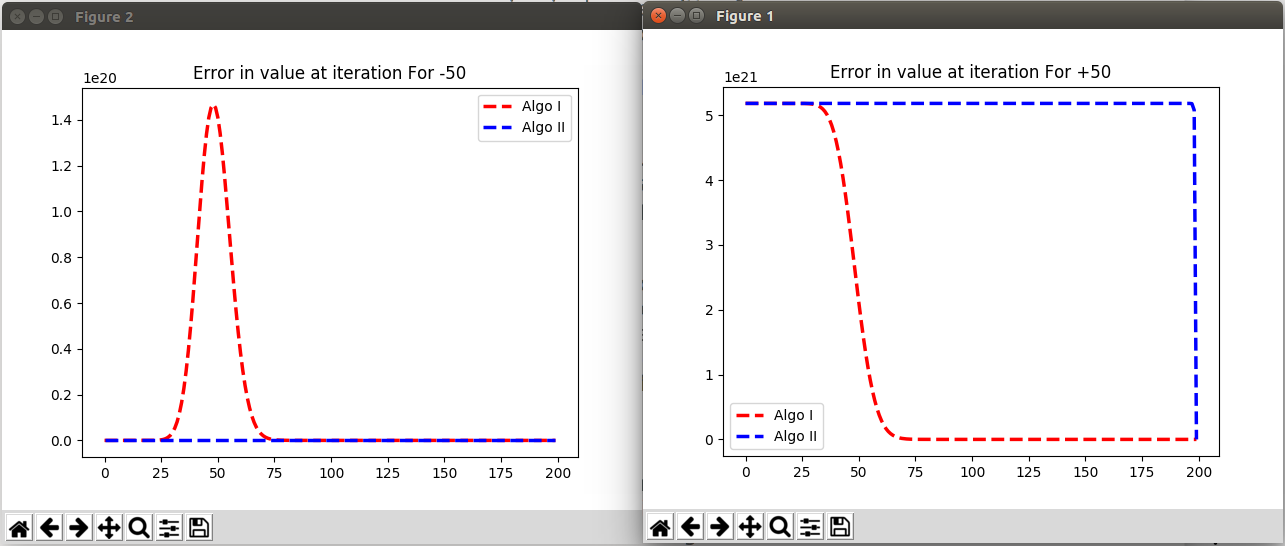 Figure 2
Error in value at iteration For -50
1e20
1.4
1.2
1.0
0.8
0.6
0.4
0.2
0.0
0 25 50 75 100 125 150 175 200
Algo I
Algo II
Figure 1
Error in value at iteration For +50
1e21
5
4
3
2
1
0
0 25 50 75 100 125 150 175 200
Algo I
Algo II